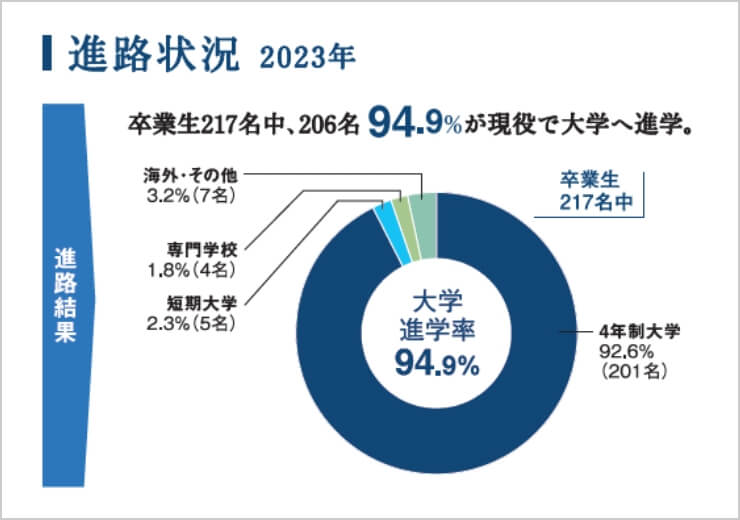 進路状況 2023年
卒業生217名中、206名 94.9%が現役で大学へ進学。
進路結果
海外・その他
3.2%(7名)
専門学校
1.8%(4名)
短期大学
2.3%(5名)
卒業生
217名中
大学
進学率
94.9%
4年制大学
92.6%
(201名)